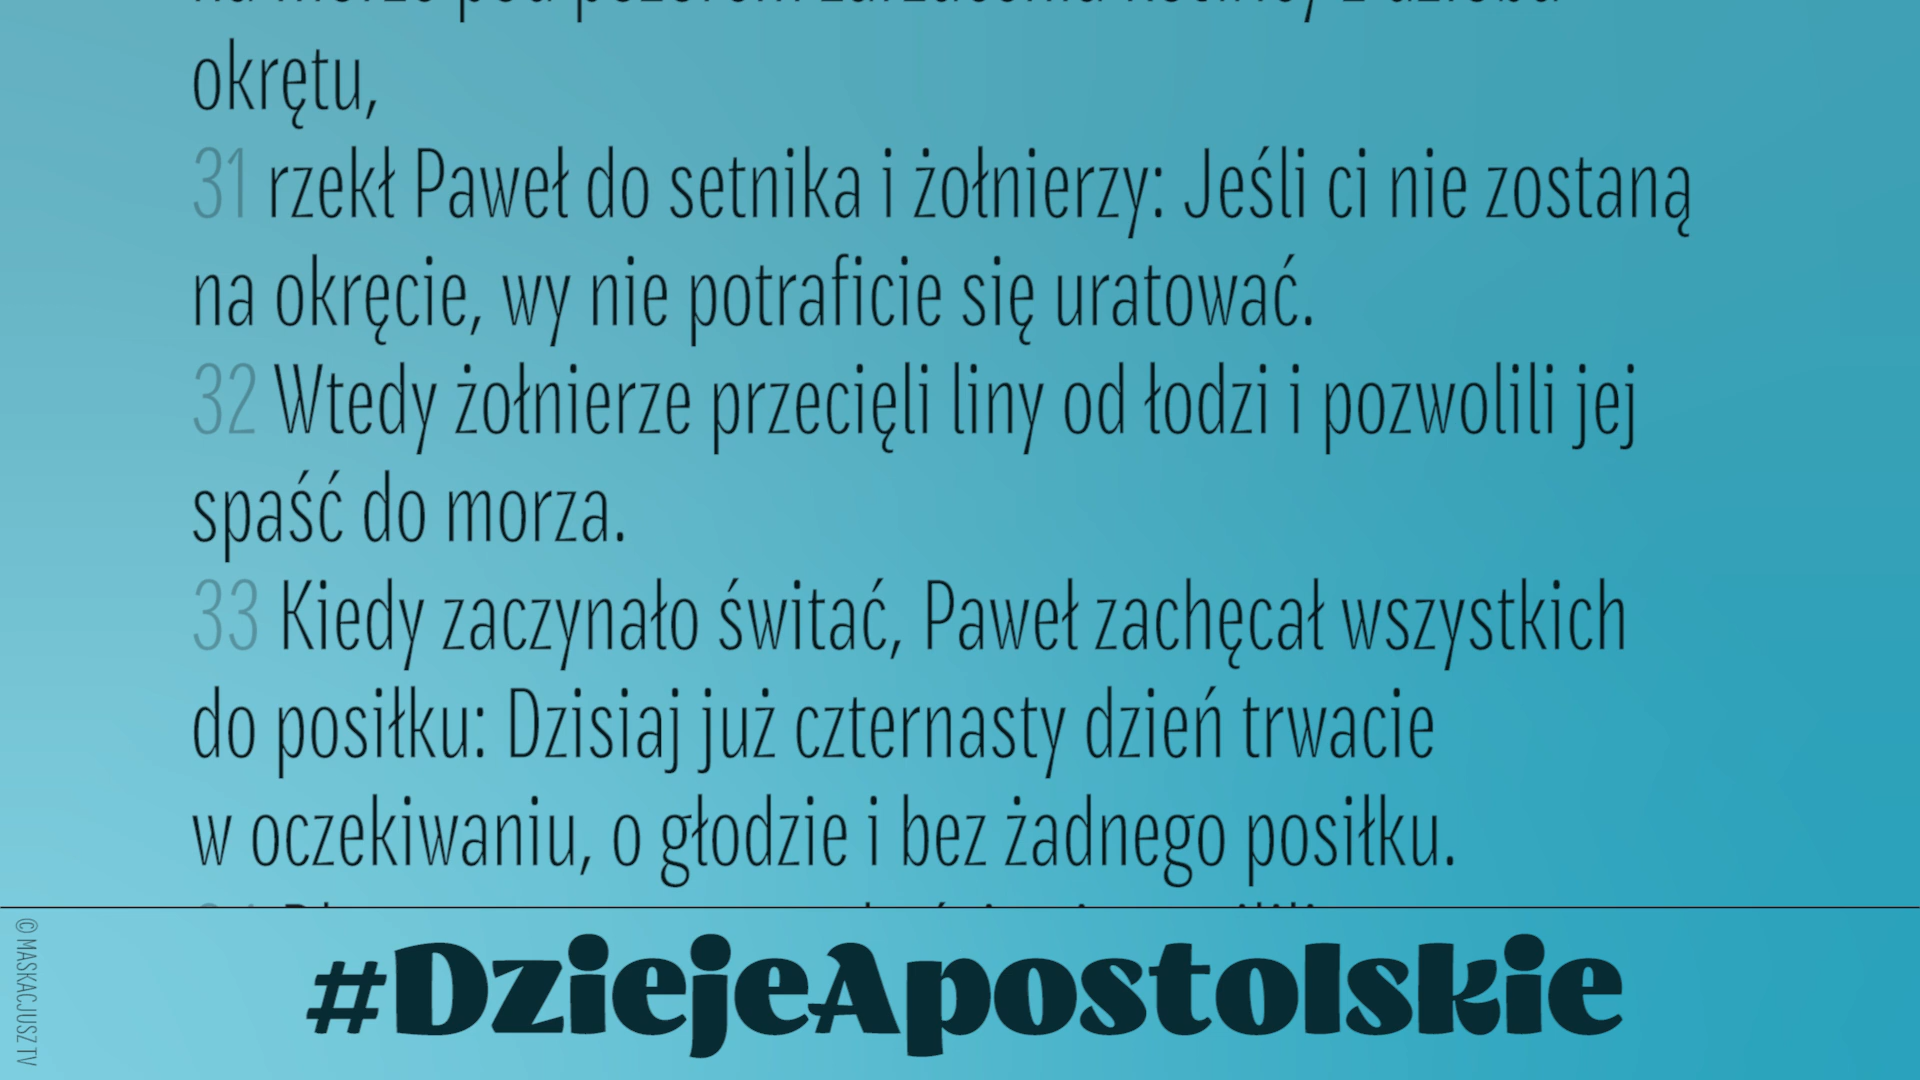 okrętu,
31 rzekł Paweł do setnika i żołnierzy: Jeśli ci nie zostaną
na okręcie, wy nie potraficie się uratować.
32 Wtedy żołnierze przecięli liny od łodzi i pozwolili jej
spaść do morza.
33 Kiedy zaczynało świtać, Paweł zachęcał wszystkich
do posiłku: Dzisiaj już czternasty dzień trwacie
w oczekiwaniu, o głodzie i bez żadnego posiłku.
#DziejeApostolskie
© MASKACJUSZ TV